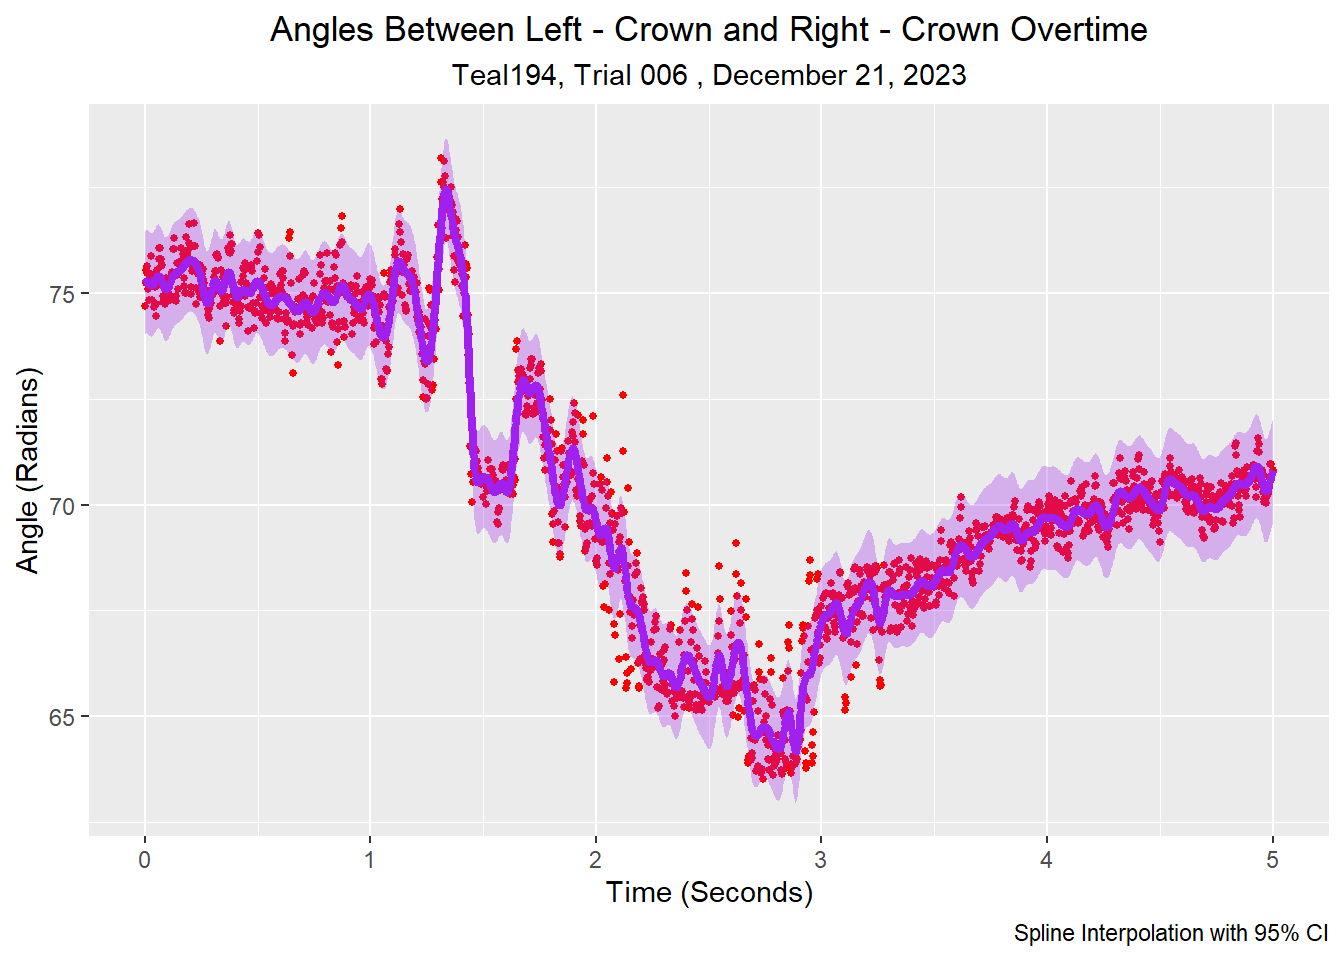 Angles Between Left - Crown and Right - Crown Overtime
Teal194, Trial 006 , December 21, 2023
Angle (Radians)
75
70
65
0 1 2 3 4 5
Time (Seconds)
Spline Interpolation with 95% CI